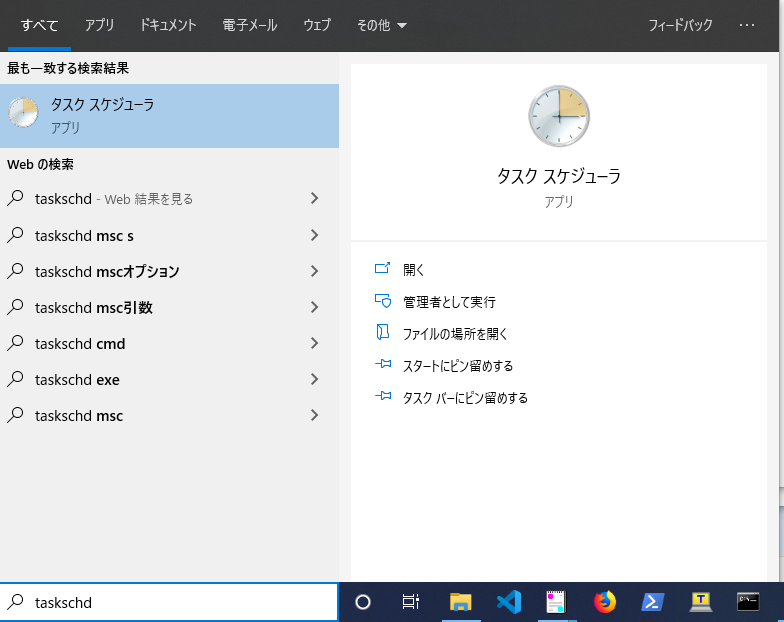 すべて アプリ ドキュメント 電子メール ウェブ その他 フィードバック ···
最も一致する検索結果
タスク スケジューラ
アプリ
Web の検索
taskschd - Web 結果を見る
taskschd msc s
taskschd mscオプション
taskschd msc引数
taskschd cmd
taskschd exe
taskschd msc
タスク スケジューラ
アプリ
開く
管理者として実行
ファイルの場所を開く
スタートにピン留めする
タスク バーにピン留めする
taskschd